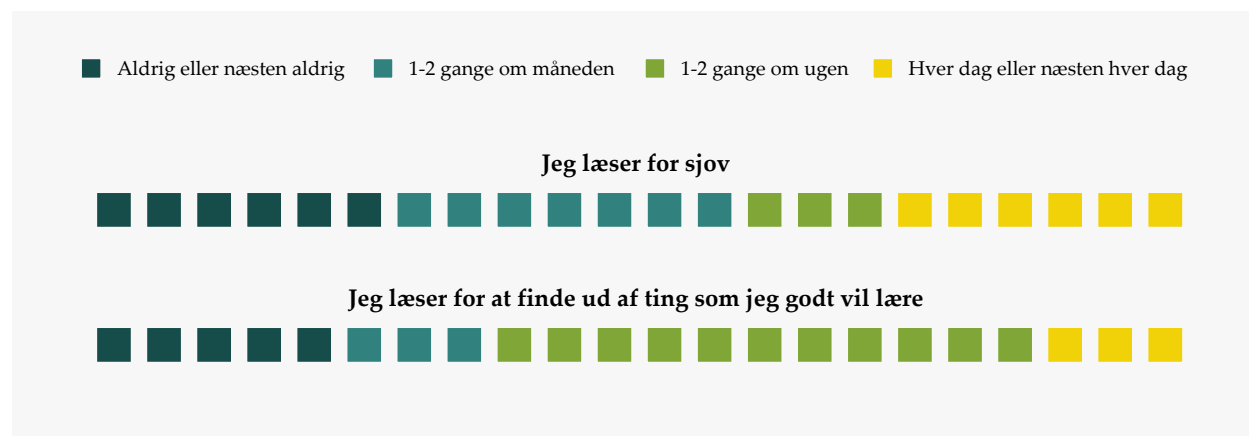 Aldrig eller næsten aldrig 1-2 gange om måneden 1-2 gange om ugen Hver dag eller næsten hver dag
Jeg læser for sjov
Jeg læser for at finde ud af ting som jeg godt vil lære